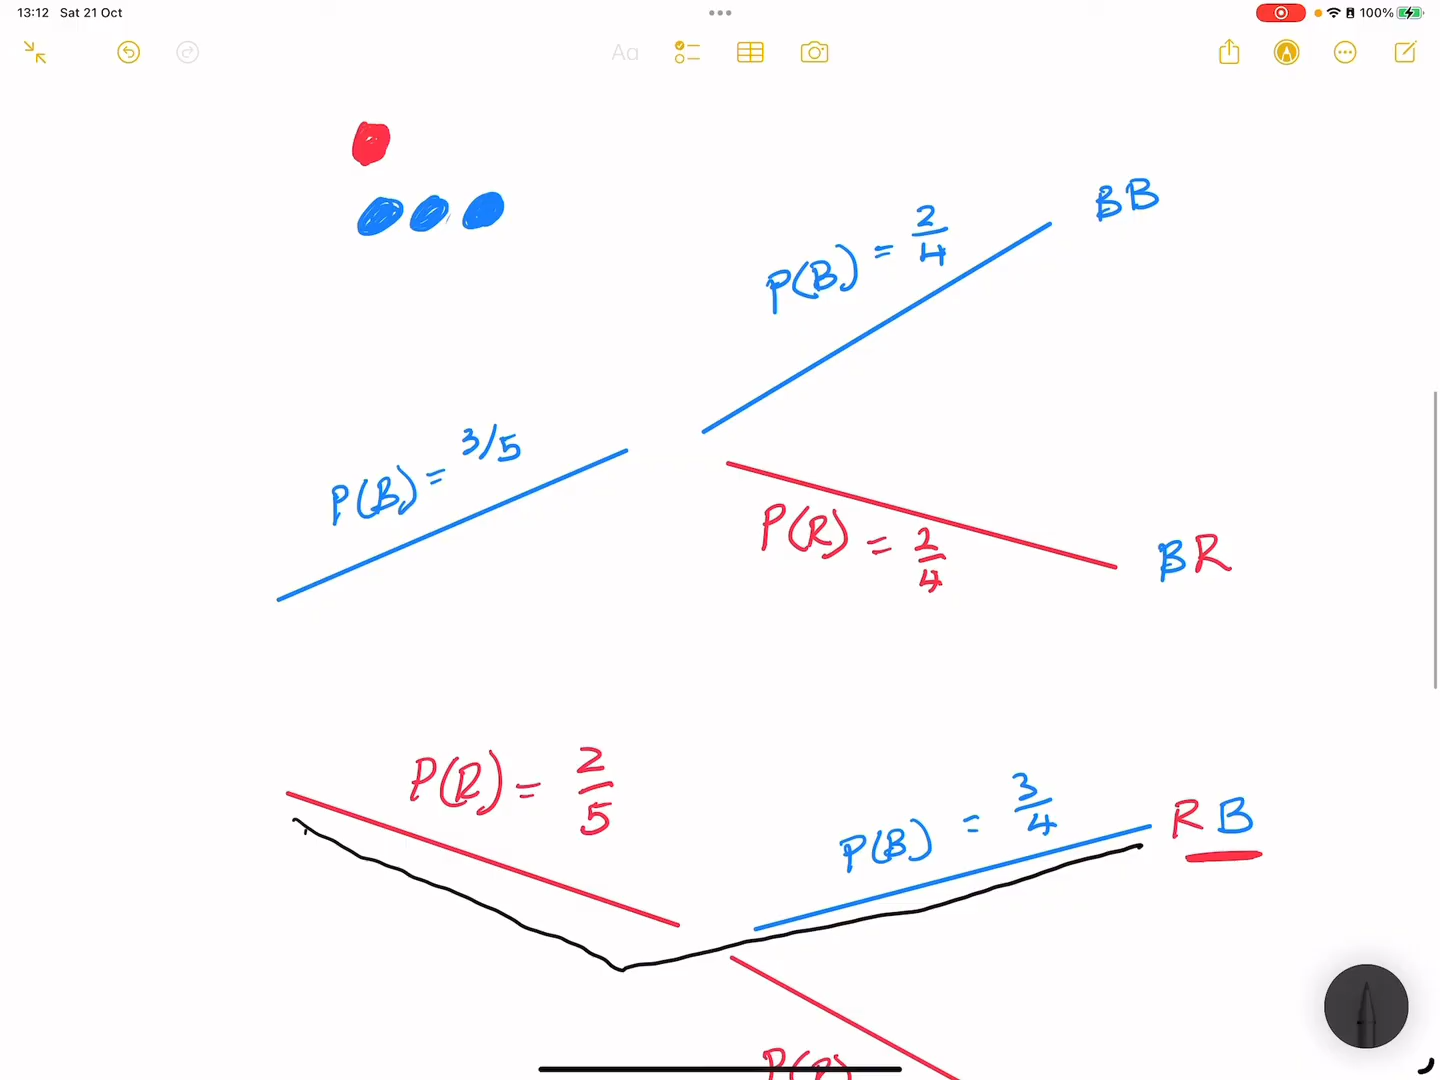 13:12 Sat 21 Oct
100%
Aa
BB
P(B) = 2/4
P(B) = 3/5
P(R) = 2/4
BR
P(R) = 2/5
P(B) = 3/4
RB
P(R)